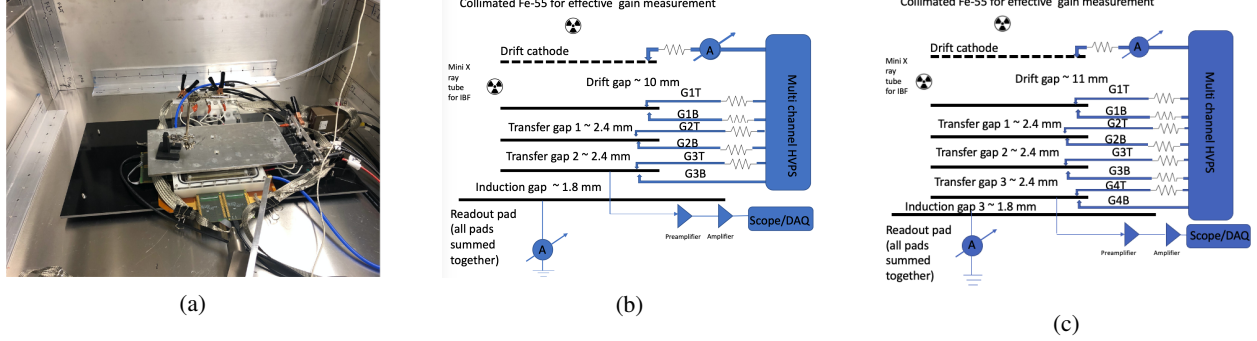 Collimated Fe-55 for effective gain measurement
Drift cathode
A
Mini X
ray
tube
for IBF
Drift gap ~ 10 mm
G1T
G1B
Transfer gap 1 ~ 2.4 mm
G2T
G2B
Transfer gap 2 ~ 2.4 mm
G3T
G3B
Induction gap ~1.8 mm
Multi channel HVPS
Readout pad
(all pads
summed
together)
A
Preamplifier
Amplifier
Scope/DAQ
Collimated Fe-55 for effective gain measurement
Drift cathode
A
Mini X
ray
tube
for IBF
Drift gap ~ 11 mm
G1T
G1B
Transfer gap 1 ~ 2.4 mm
G2T
G2B
Transfer gap 2 ~ 2.4 mm
G3T
G3B
Transfer gap 3 ~ 2.4 mm
G4T
G4B
Induction gap 3 ~ 1.8 mm
Multi channel HVPS
Readout pad
(all pads
summed
together)
A
Preamplifier
Amplifier
Scope/DAQ
(a)
(b)
(c)